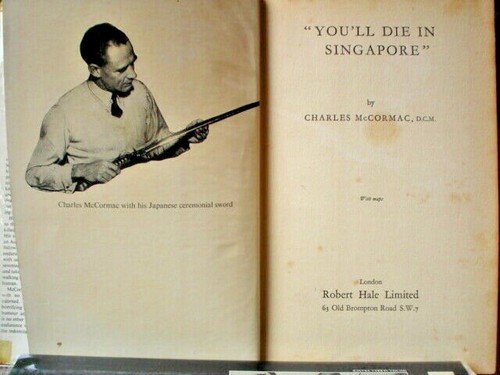 Charles McCormac with his Japanese ceremonial sword
"YOU'LL DIE IN
SINGAPORE"
by
CHARLES McCORMAC, D.C.M.
With maps
London
Robert Hale Limited
63 Old Brompton Road S.W.7